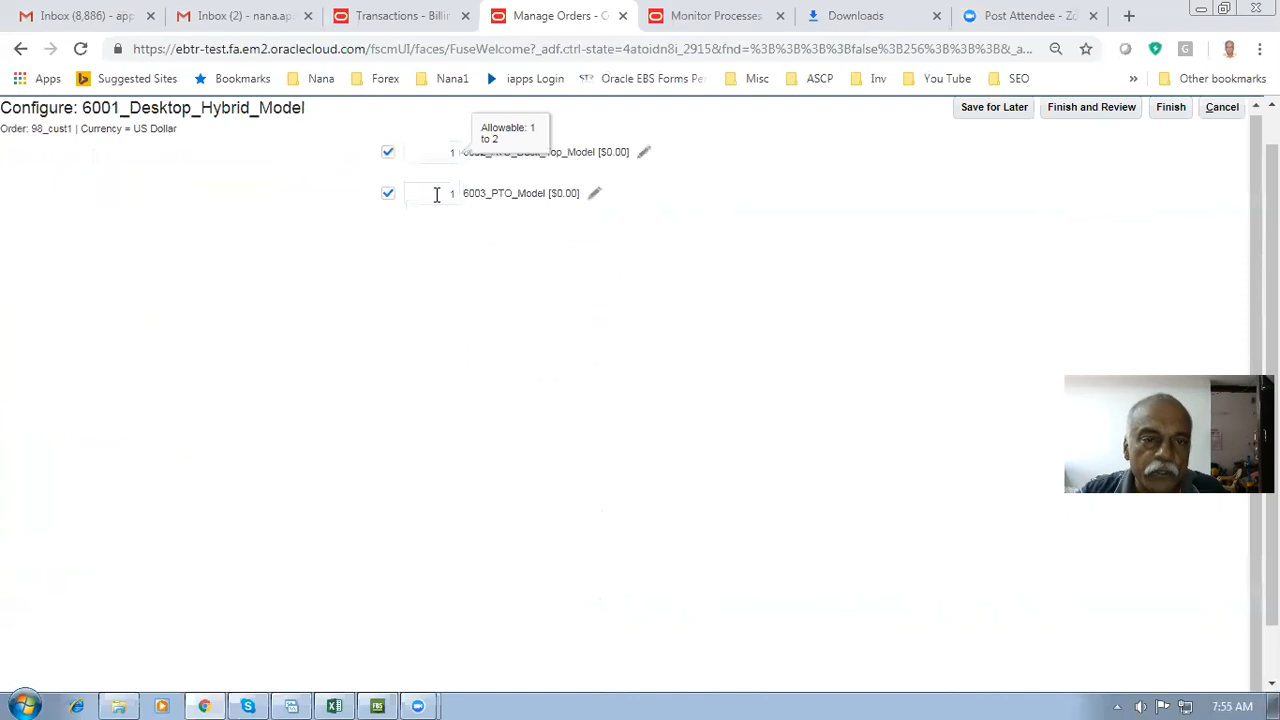 Inbox (8,886) - app
Inbox (2) - nana.aps
Transactions - Billin
Manage Orders - O
Monitor Processes
Downloads
Post Attendee - Zo
https://ebtr-test.fa.em2.oraclecloud.com/fscmUI/faces/FuseWelcome?_adf.ctrl-state=4atoidn8i_2915&fnd=%3B%3B%3B%3Bfalse%3B256%3B%3B%3B&_a...
Apps
Suggested Sites
Bookmarks
Nana
Forex
Nana1
iapps Login
Oracle EBS Forms Per
Misc
ASCP
Inv
You Tube
SEO
»
Other bookmarks
Configure: 6001_Desktop_Hybrid_Model
Save for Later
Finish and Review
Finish
Cancel
Order: 98_cust1 | Currency = US Dollar
Allowable: 1
to 2
1
[$0.00]
1 6003_PTO_Model [$0.00]
7:55 AM